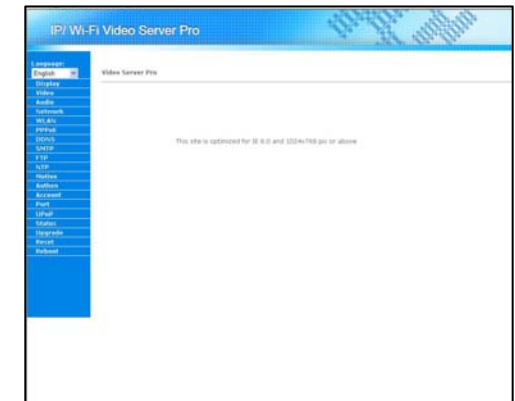 IP/ Wi-Fi Video Server Pro
Language:
English
Display
Video
Audio
Network
WLAN
PPPoE
DDNS
SMTP
FTP
NTP
Motion
Authen
Account
Port
UPnP
Status
Upgrade
Reset
Reboot
Video Server Pro
This site is optimized for IE 6.0 and 1024x768 pix or above